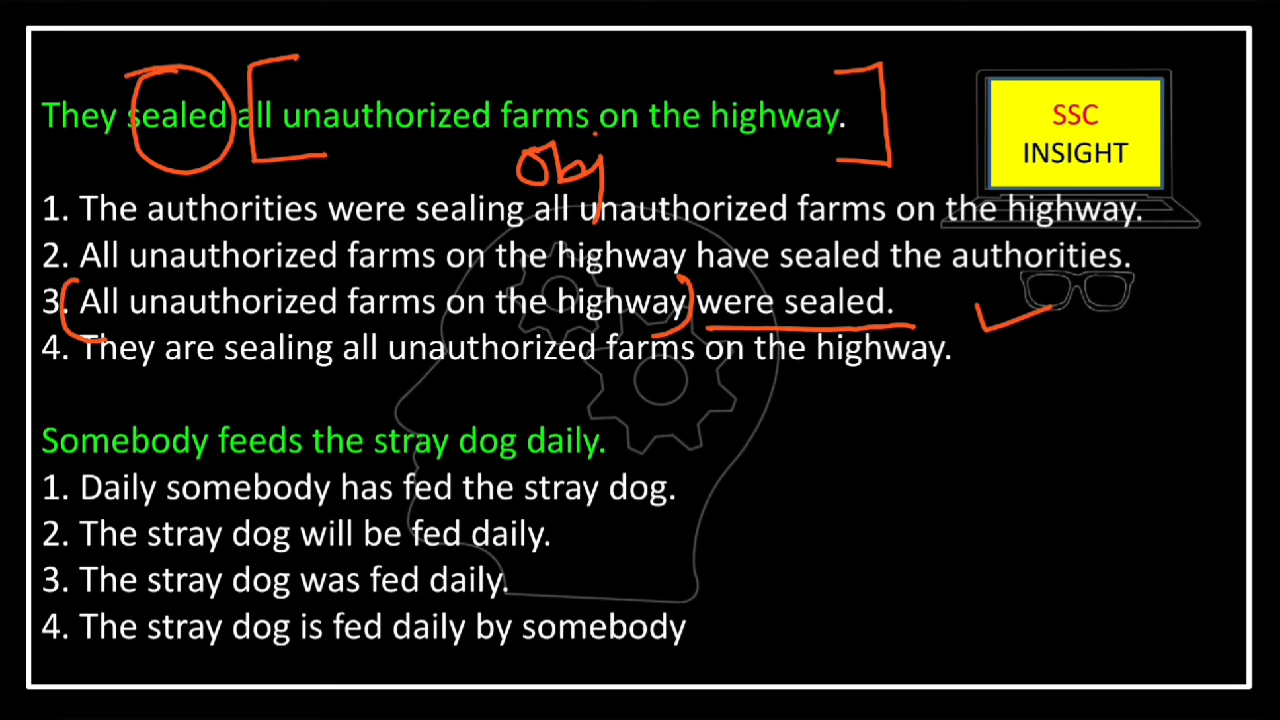 They sealed all unauthorized farms on the highway.
Obj
1. The authorities were sealing all unauthorized farms on the highway.
2. All unauthorized farms on the highway have sealed the authorities.
3. All unauthorized farms on the highway were sealed.
4. They are sealing all unauthorized farms on the highway.
Somebody feeds the stray dog daily.
1. Daily somebody has fed the stray dog.
2. The stray dog will be fed daily.
3. The stray dog was fed daily.
4. The stray dog is fed daily by somebody
SSC
INSIGHT